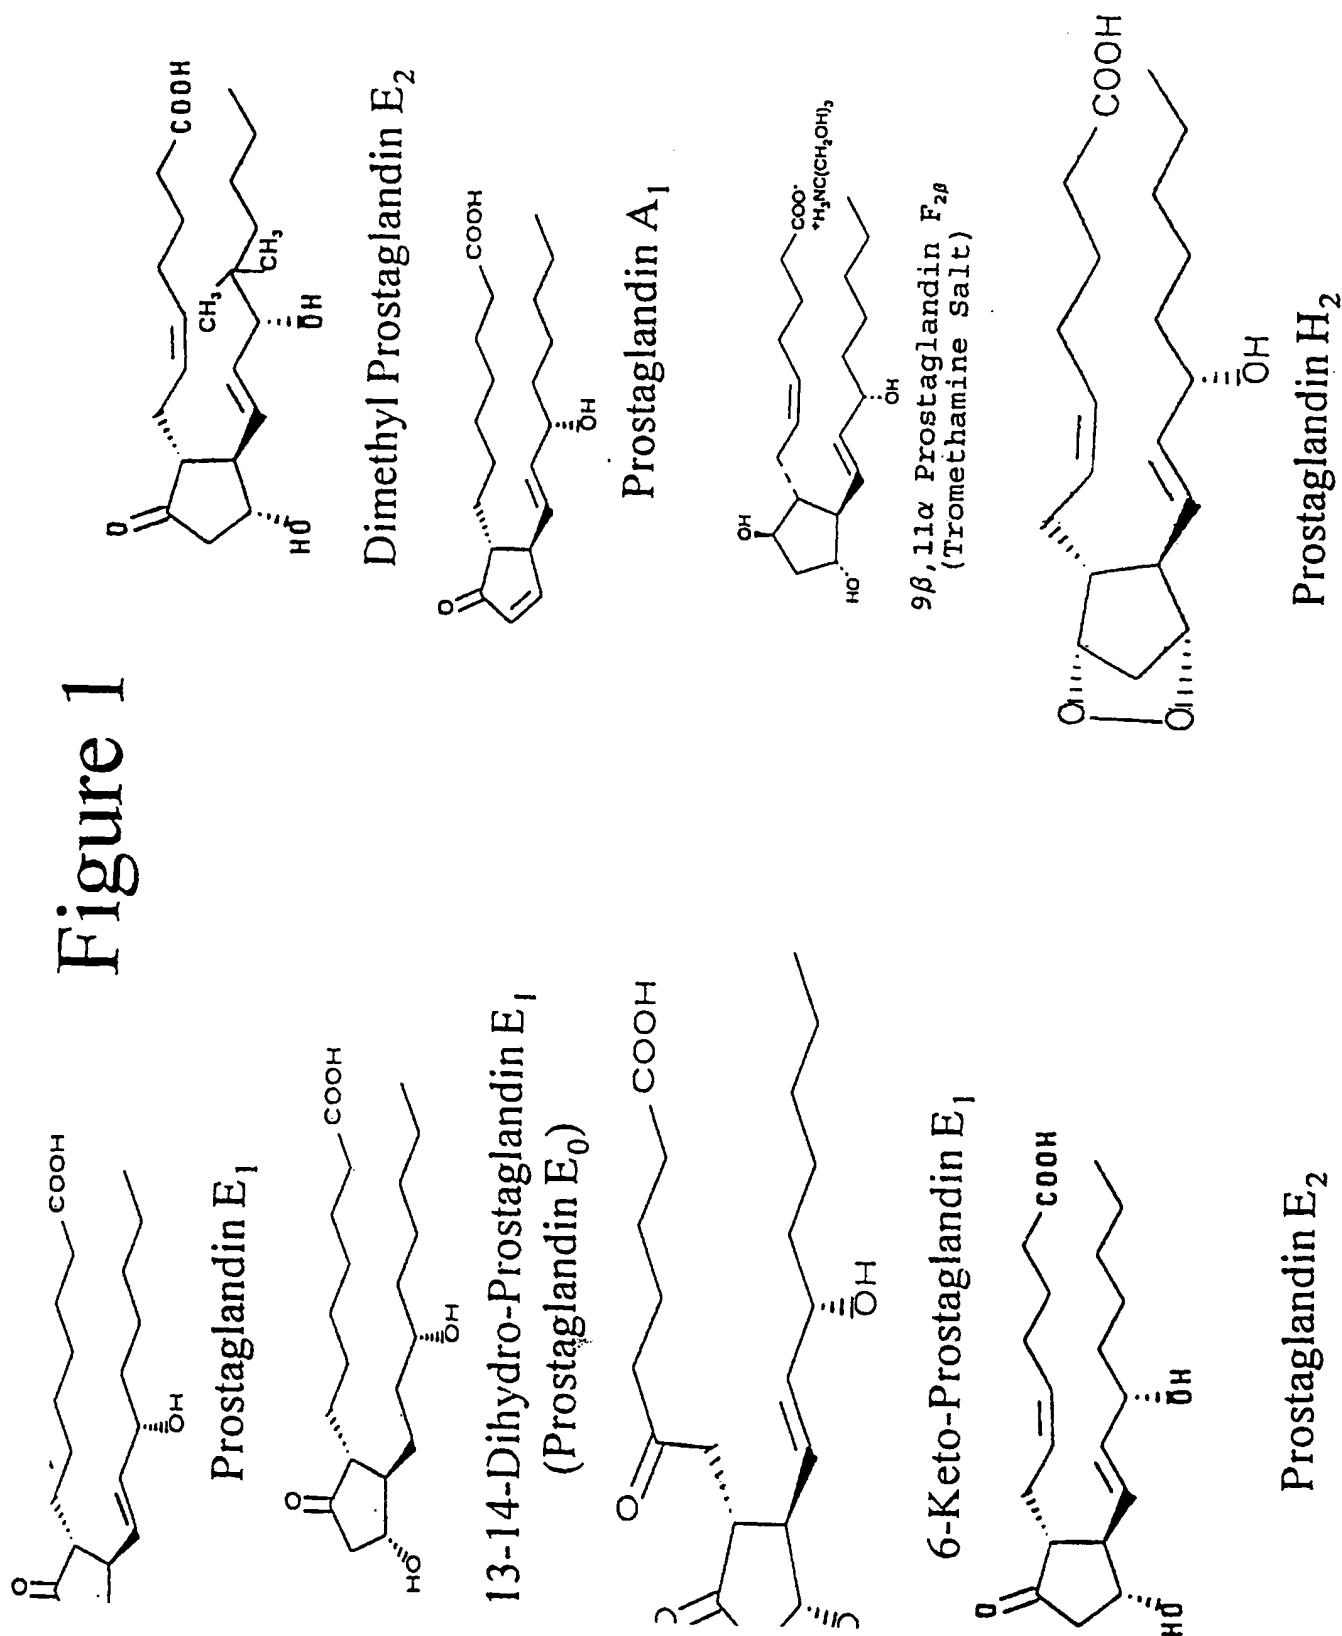 Figure 1
O
COOH
OH
Prostaglandin E₁
O
COOH
HO
OH
13-14-Dihydro-Prostaglandin E₁
(Prostaglandin E₀)
O
COOH
OH
6-Keto-Prostaglandin E₁
O
COOH
HO
OH
Prostaglandin E₂
O
COOH
CH₃
CH₃
HO
OH
Dimethyl Prostaglandin E₂
O
COOH
OH
Prostaglandin A₁
OH
COO⁻
⁺H₃NC(CH₂OH)₃
HO
OH
9β,11α Prostaglandin F₂ᵦ
(Tromethamine Salt)
O
O
COOH
OH
Prostaglandin H₂